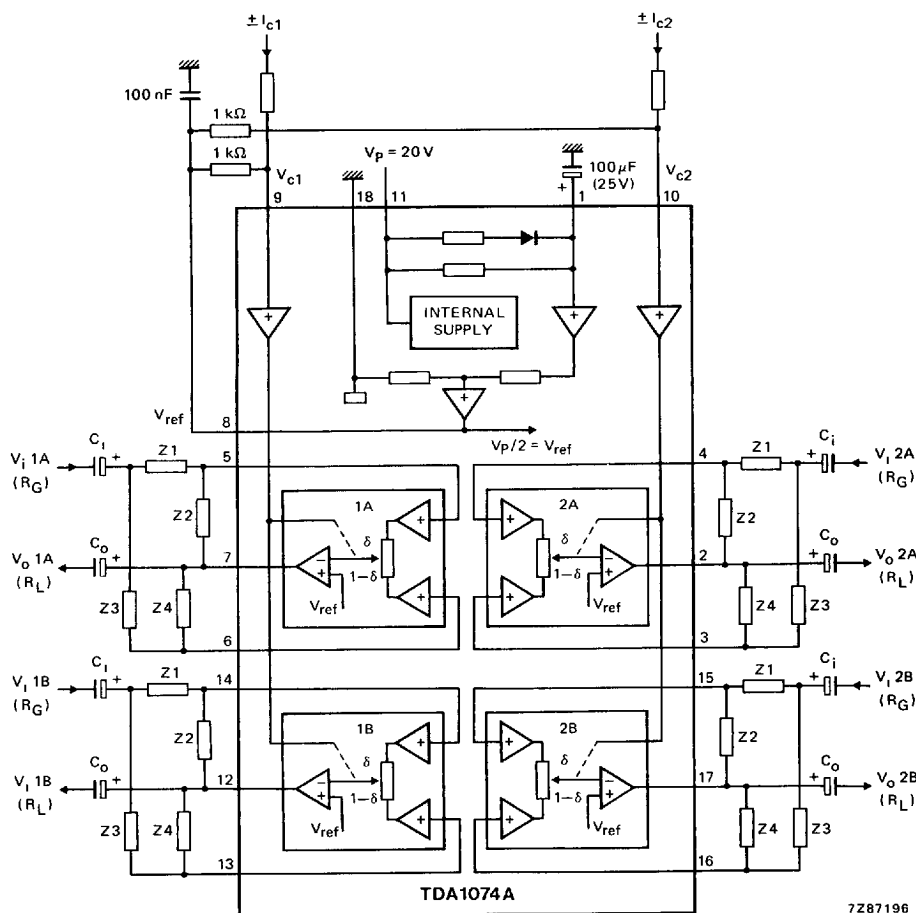 ± Ic1
± Ic2
100 nF
1 kΩ
1 kΩ
Vp = 20 V
100 µF
(25V)
+
Vc1
Vc2
9
18
11
1
10
+
INTERNAL
SUPPLY
+
+
+
Vref
8
Vp/2 = Vref
Vi 1A
(RG)
CI
+
Z1
5
4
Z1
+
Ci
VI 2A
(RG)
Z2
1A
+
δ
1–δ
–
+
Vref
+
2A
+
δ
1–δ
–
+
Vref
+
Z2
Vo 1A
(RL)
Co
+
7
2
+
Co
Vo 2A
(RL)
Z3
Z4
6
3
Z4
Z3
VI 1B
(RG)
CI
+
Z1
14
15
Z1
+
Ci
VI 2B
(RG)
Z2
1B
+
δ
1–δ
–
+
Vref
+
2B
+
δ
1–δ
–
+
Vref
+
Z2
VI 1B
(RL)
Co
+
12
17
+
Co
Vo 2B
(RL)
Z3
Z4
13
16
Z4
Z3
TDA1074A
7Z87196